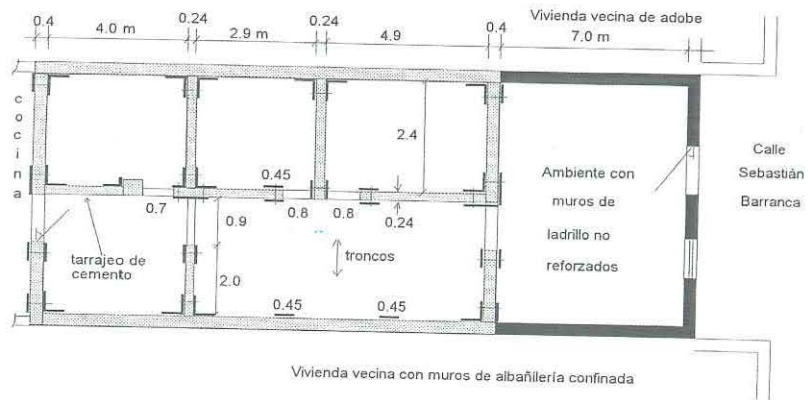 Vivienda vecina de adobe
0.4
4.0 m
0.24
2.9 m
0.24
4.9
0.4
7.0 m
cocina
2.4
0.45
0.7
0.9
0.8
0.8
0.24
tarrajeo de
cemento
2.0
troncos
0.45
0.45
Ambiente con
muros de
ladrillo no
reforzados
Calle
Sebastián
Barranca
Vivienda vecina con muros de albañilería confinada